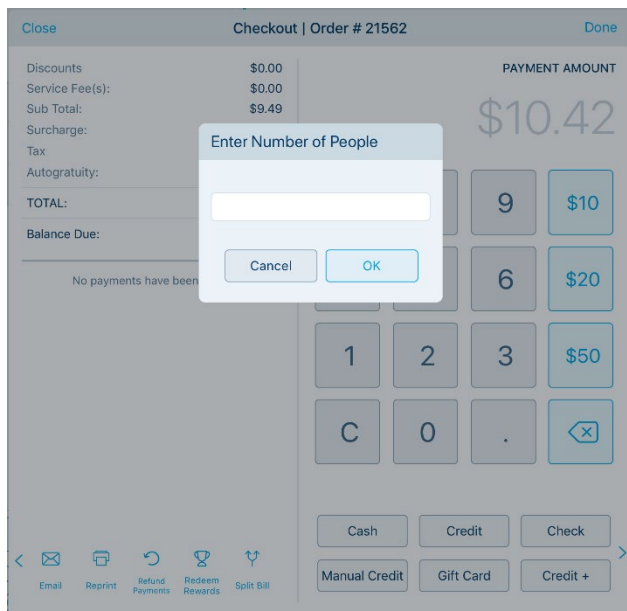 Close
Checkout | Order # 21562
Done
Discounts $0.00
Service Fee(s): $0.00
Sub Total: $9.49
Surcharge:
Tax
Autogratuity:
TOTAL:
Balance Due:
No payments have been
PAYMENT AMOUNT
$10.42
Enter Number of People
Cancel OK
9 $10
6 $20
1 2 3 $50
C 0 .
Cash Credit Check
Manual Credit Gift Card Credit +
Email Reprint Refund Payments Redeem Rewards Split Bill